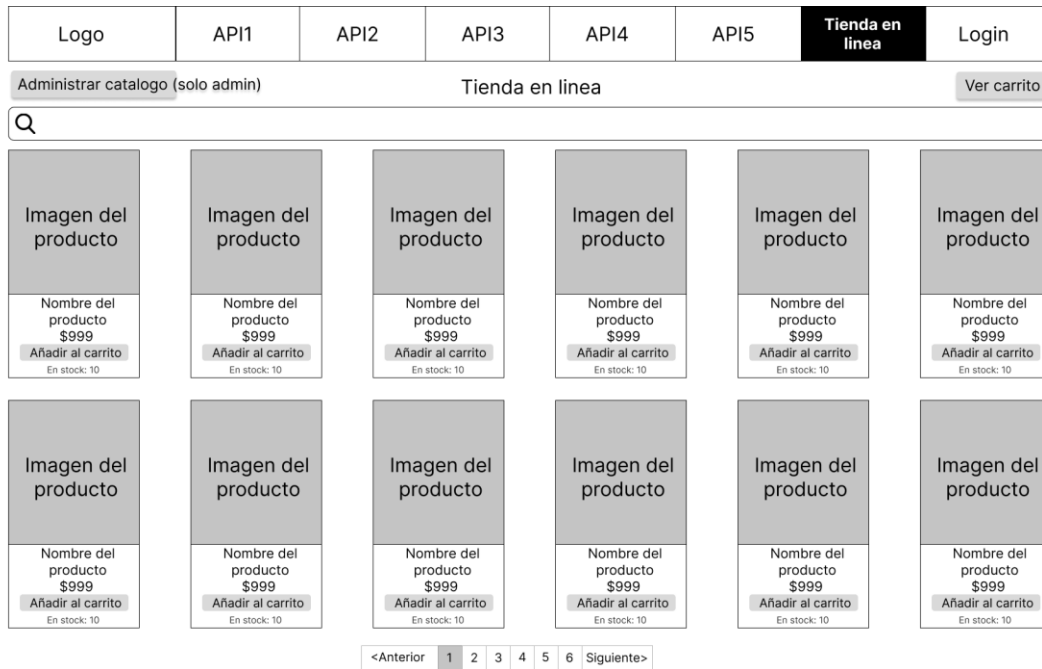 Logo
API1
API2
API3
API4
API5
Tienda en
linea
Login
Administrar catalogo (solo admin)
Tienda en linea
Ver carrito
Imagen del
producto
Nombre del
producto
$999
Añadir al carrito
En stock: 10
Imagen del
producto
Nombre del
producto
$999
Añadir al carrito
En stock: 10
Imagen del
producto
Nombre del
producto
$999
Añadir al carrito
En stock: 10
Imagen del
producto
Nombre del
producto
$999
Añadir al carrito
En stock: 10
Imagen del
producto
Nombre del
producto
$999
Añadir al carrito
En stock: 10
Imagen del
producto
Nombre del
producto
$999
Añadir al carrito
En stock: 10
Imagen del
producto
Nombre del
producto
$999
Añadir al carrito
En stock: 10
Imagen del
producto
Nombre del
producto
$999
Añadir al carrito
En stock: 10
Imagen del
producto
Nombre del
producto
$999
Añadir al carrito
En stock: 10
Imagen del
producto
Nombre del
producto
$999
Añadir al carrito
En stock: 10
Imagen del
producto
Nombre del
producto
$999
Añadir al carrito
En stock: 10
Imagen del
producto
Nombre del
producto
$999
Añadir al carrito
En stock: 10
<Anterior 1 2 3 4 5 6 Siguiente>